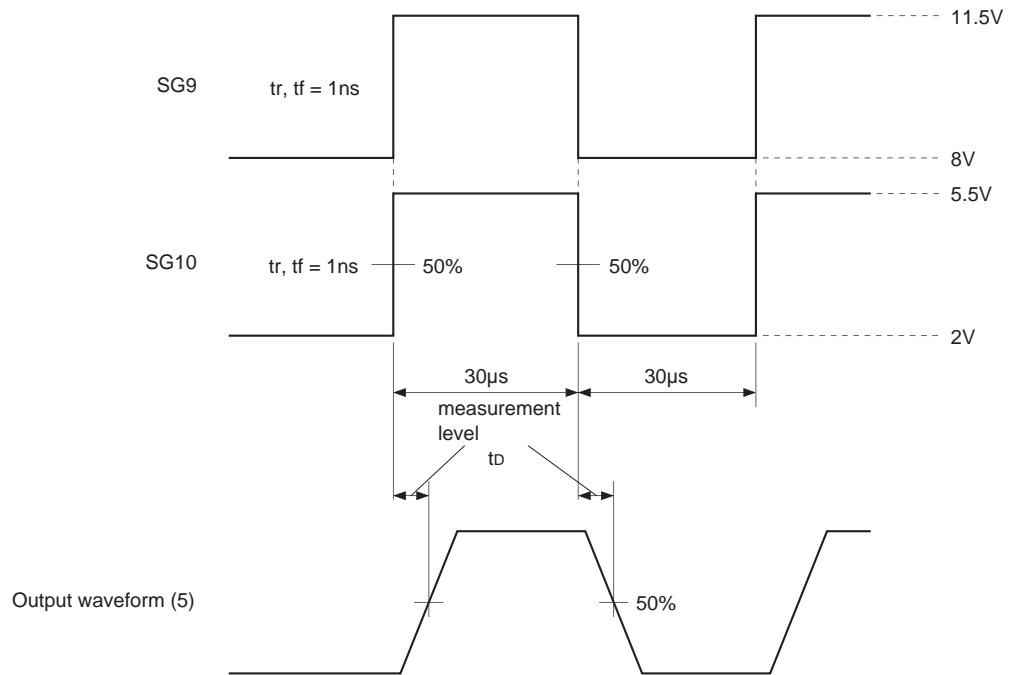 11.5V
SG9
tr, tf = 1ns
8V
5.5V
SG10
tr, tf = 1ns
50%
50%
2V
30µs
30µs
measurement
level
tD
Output waveform (5)
50%